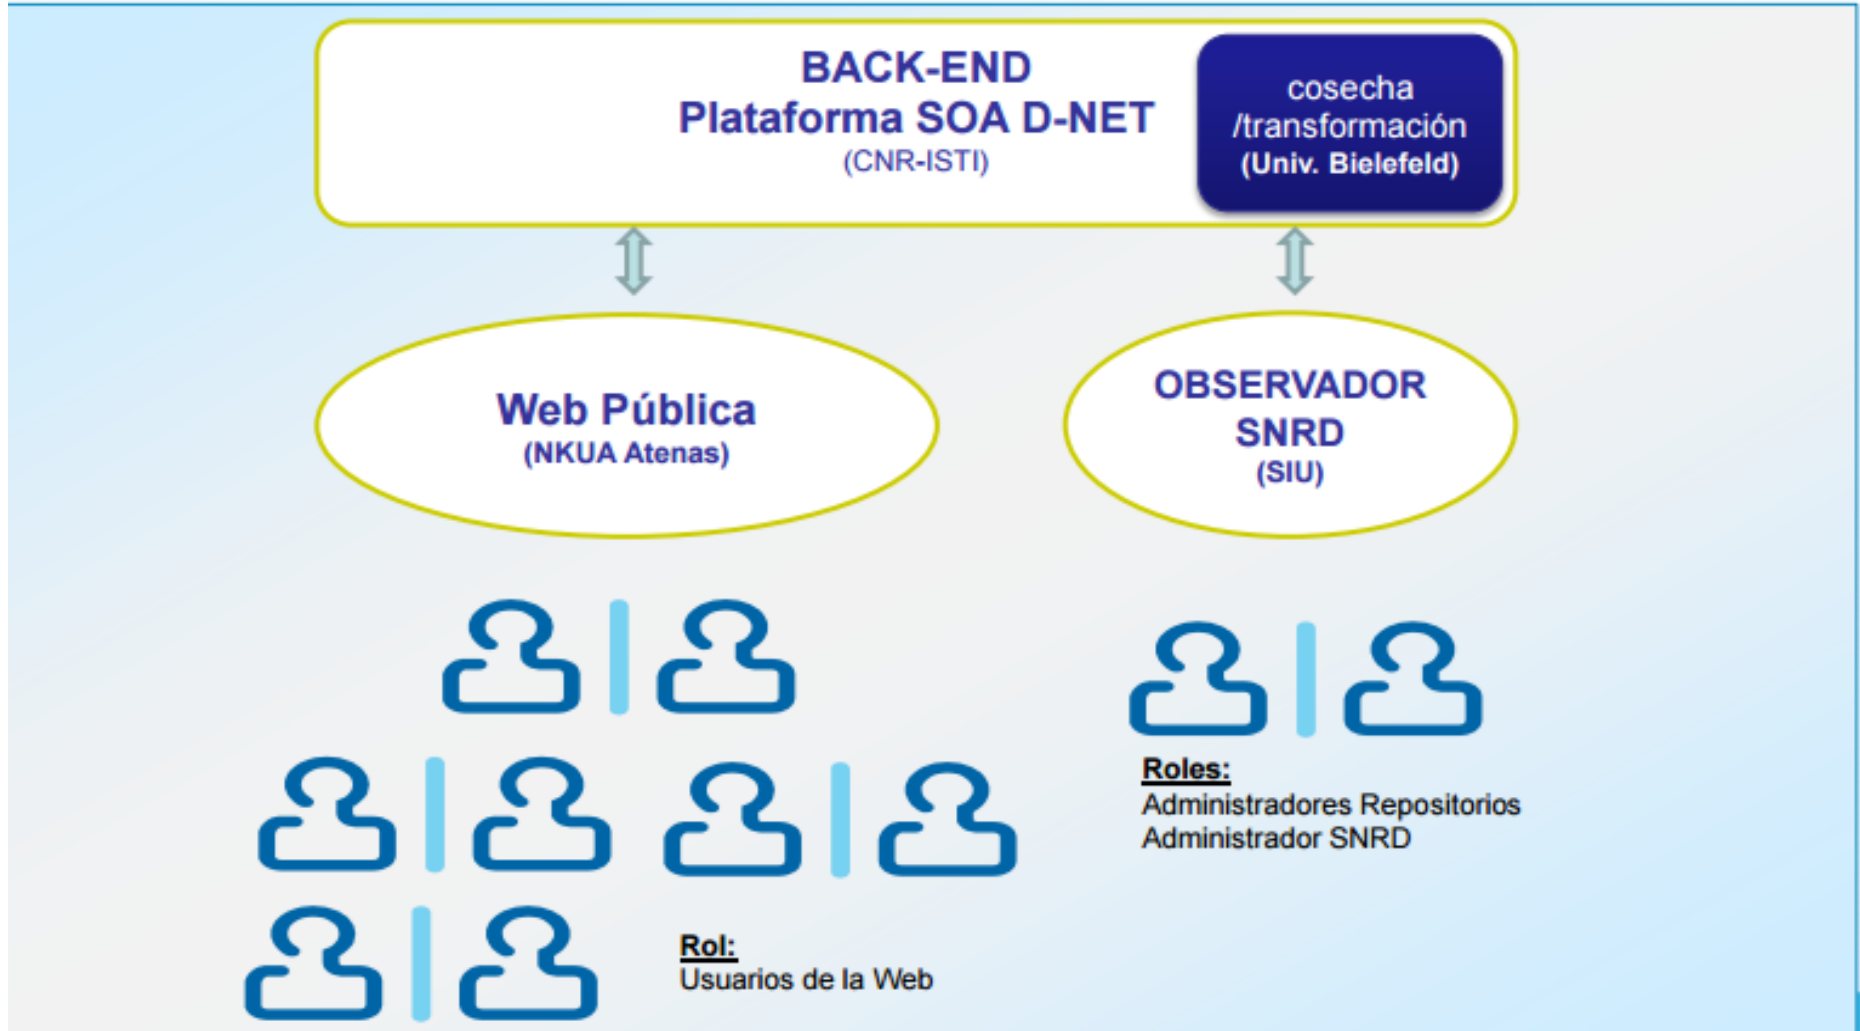 BACK-END
Plataforma SOA D-NET
(CNR-ISTI)
cosecha
/transformación
(Univ. Bielefeld)
Web Pública
(NKUA Atenas)
OBSERVADOR
SNRD
(SIU)
Roles:
Administradores Repositorios
Administrador SNRD
Rol:
Usuarios de la Web